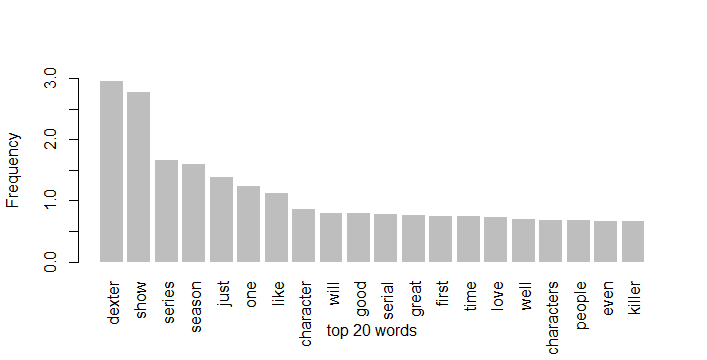 Frequency
3.0
2.0
1.0
0.0
dexter
show
series
season
just
one
like
character
will
good
serial
great
first
time
love
well
characters
people
even
killer
top 20 words